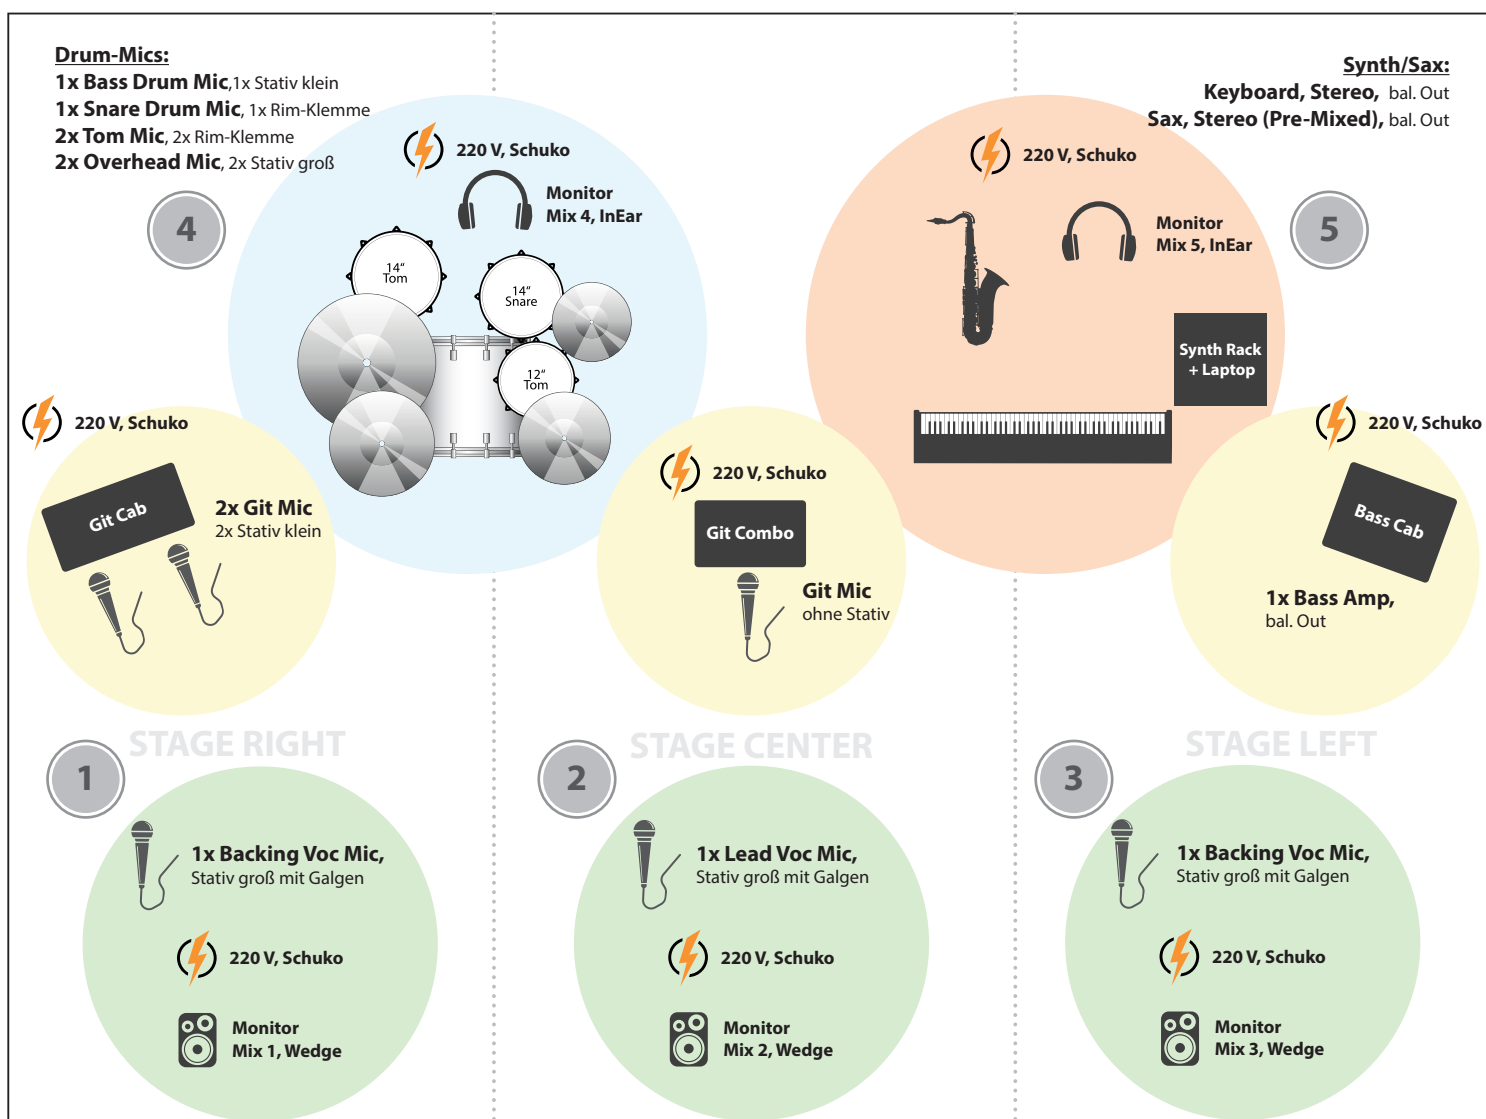 Drum-Mics:
1x Bass Drum Mic, 1x Stativ klein
1x Snare Drum Mic, 1x Rim-Klemme
2x Tom Mic, 2x Rim-Klemme
2x Overhead Mic, 2x Stativ groß
Synth/Sax:
Keyboard, Stereo, bal. Out
Sax, Stereo (Pre-Mixed), bal. Out
4
220 V, Schuko
Monitor
Mix 4, InEar
14“
Tom
14“
Snare
12“
Tom
220 V, Schuko
Monitor
Mix 5, InEar
5
Synth Rack
+ Laptop
220 V, Schuko
Git Cab
2x Git Mic
2x Stativ klein
220 V, Schuko
Git Combo
Git Mic
ohne Stativ
220 V, Schuko
Bass Cab
1x Bass Amp,
bal. Out
STAGE RIGHT
STAGE CENTER
STAGE LEFT
1
1x Backing Voc Mic,
Stativ groß mit Galgen
220 V, Schuko
Monitor
Mix 1, Wedge
2
1x Lead Voc Mic,
Stativ groß mit Galgen
220 V, Schuko
Monitor
Mix 2, Wedge
3
1x Backing Voc Mic,
Stativ groß mit Galgen
220 V, Schuko
Monitor
Mix 3, Wedge